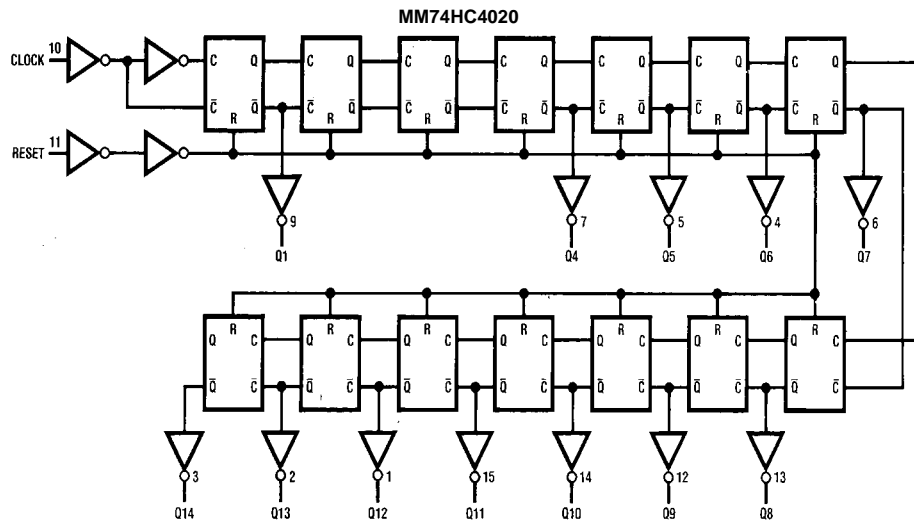 MM74HC4020
10
CLOCK
C Q C Q C Q C Q C Q C Q C Q
C̅ Q̅ C̅ Q̅ C̅ Q̅ C̅ Q̅ C̅ Q̅ C̅ Q̅ C̅ Q̅
R R R R R R R
11
RESET
9 7 5 4 6
Q1 Q4 Q5 Q6 Q7
R R R R R R R
Q C Q C Q C Q C Q C Q C Q C
Q̅ C̅ Q̅ C̅ Q̅ C̅ Q̅ C̅ Q̅ C̅ Q̅ C̅ Q̅ C̅
3 2 1 15 14 12 13
Q14 Q13 Q12 Q11 Q10 Q9 Q8